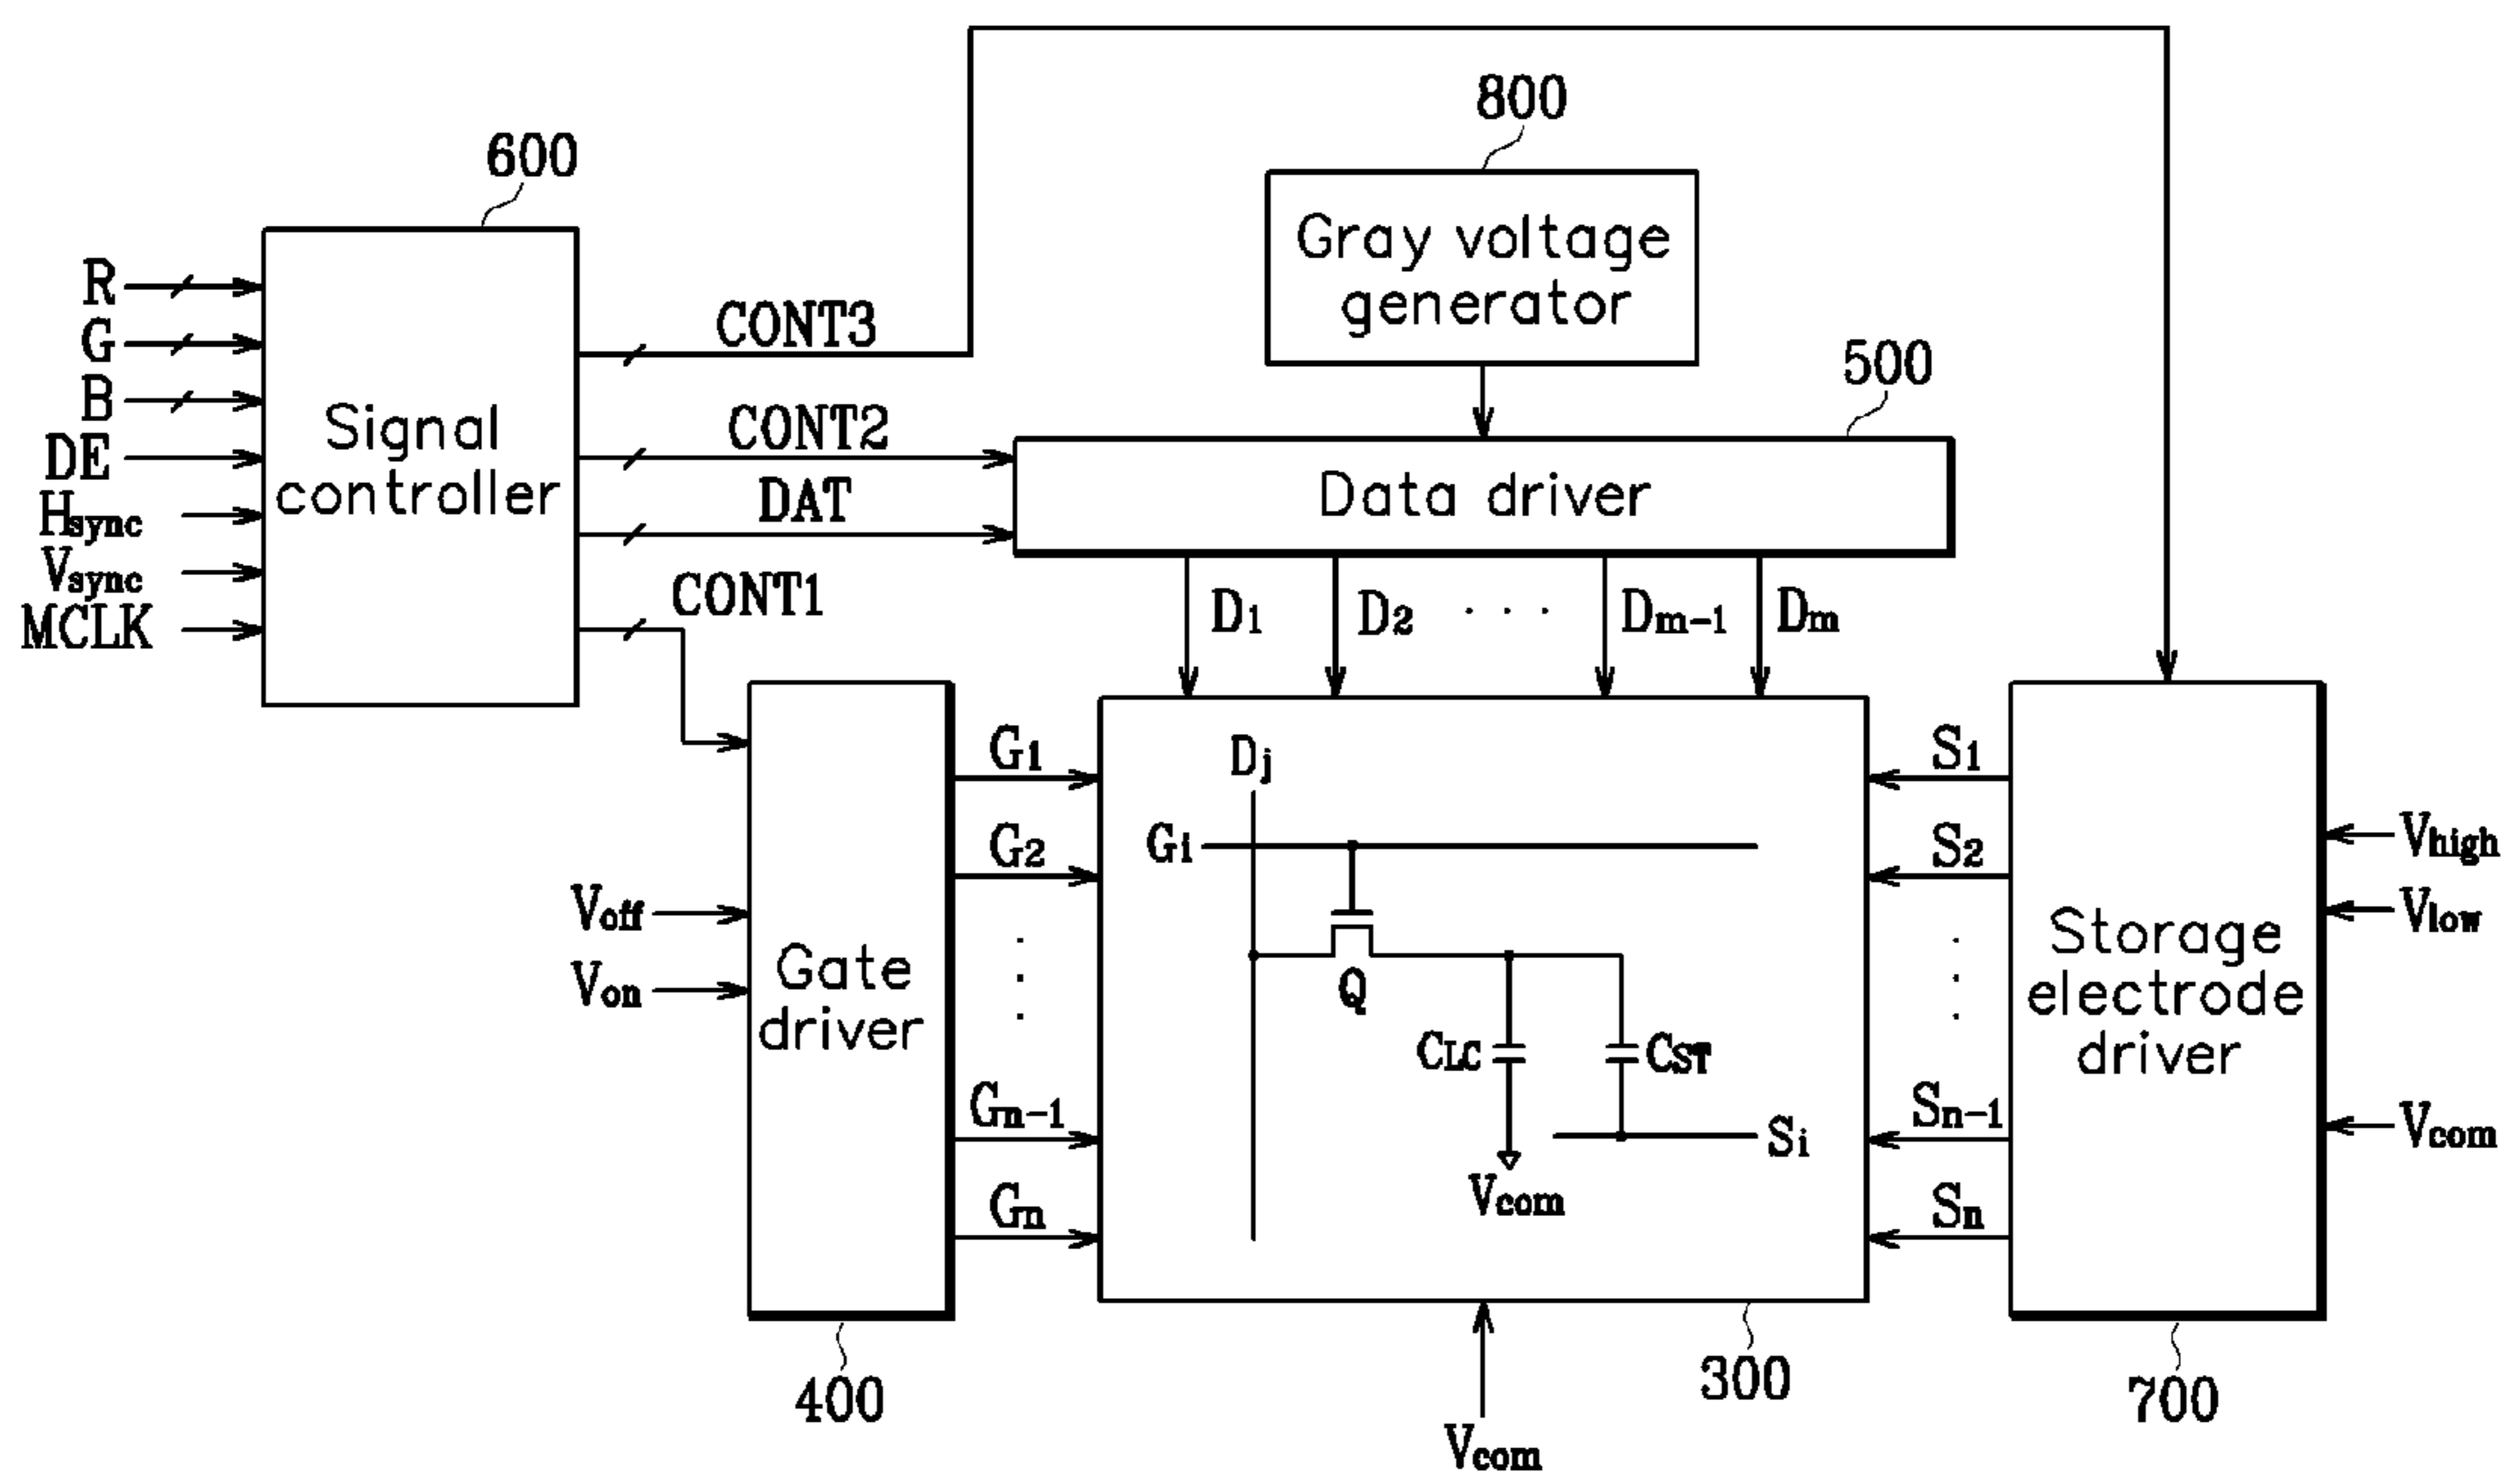 800
600
Gray voltage
generator
R
G
B
DE
Hsync
Vsync
MCLK
Signal
controller
CONT3
CONT2
DAT
CONT1
500
Data driver
D1
D2
. . .
Dm-1
Dm
Voff
Von
Gate
driver
G1
G2
Gn-1
Gn
Dj
Gi
Q
CLC
CST
Vcom
Si
S1
S2
Sn-1
Sn
Storage
electrode
driver
Vhigh
Vlow
Vcom
400
300
700
Vcom